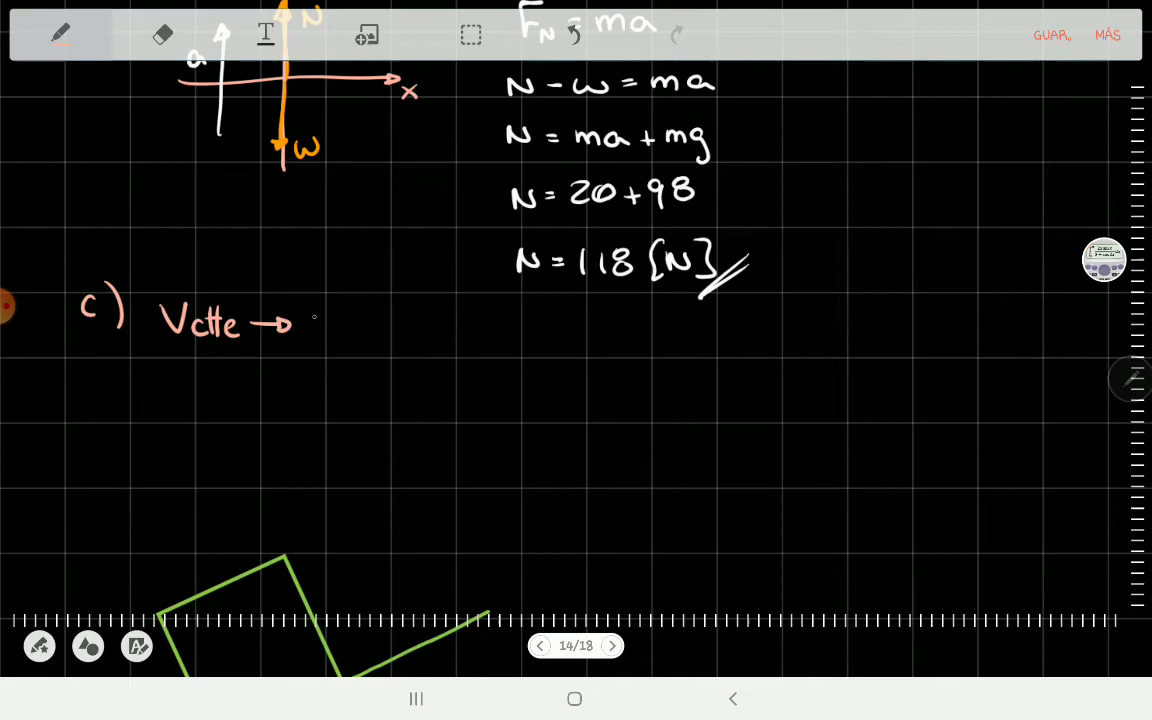 T
GUAR.
MÁS
N
F_N = ma
a
x
N - w = ma
w
N = ma + mg
N = 20 + 98
N = 118 [N]
c) Vctte →
14/18